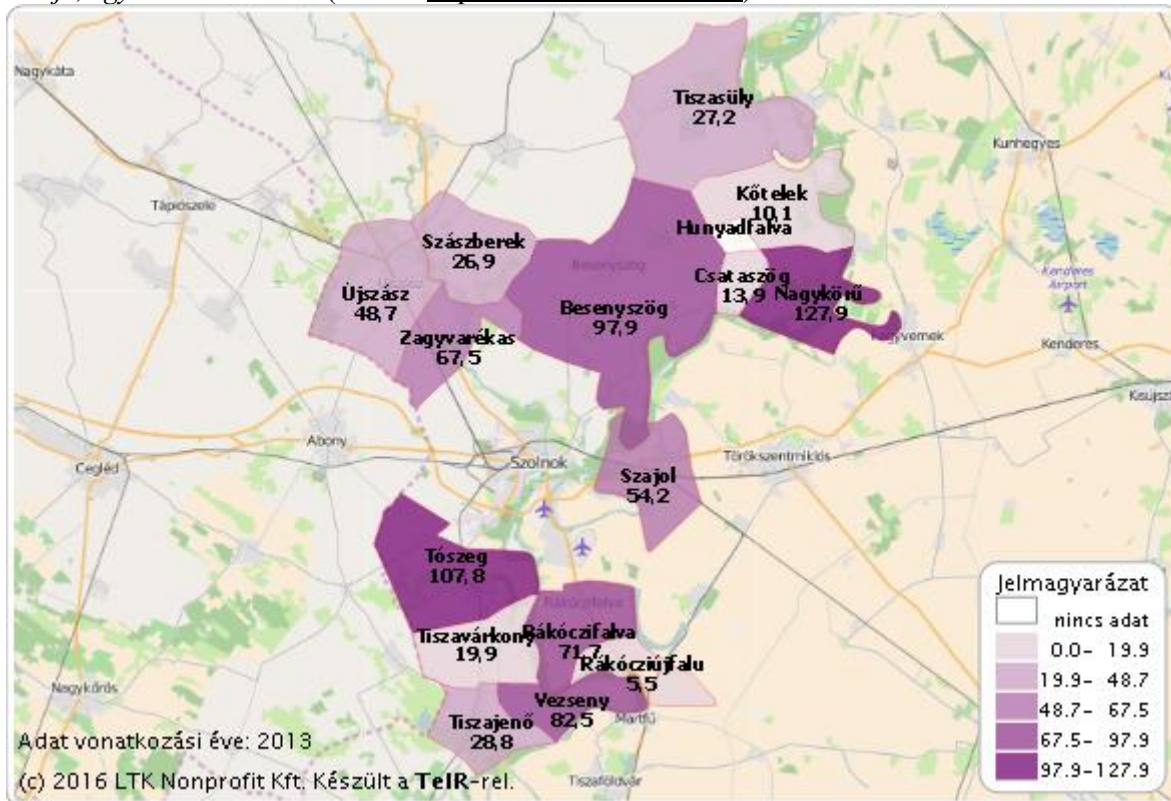 Tiszasüly
27,2
Nagykáta
Kunhegyes
Tápiószele
Kőtelek
10,1
Hunyadfalva
Szászberek
26,9
Besenyszög
Csataszög
13,9
Nagykörű
127,9
Kenderes
Airport
Újszász
48,7
Besenyszög
97,9
Zagyvarékas
67,5
Kenderes
Abony
Cegléd
Szolnok
Törökszentmiklós
Szajol
54,2
Tószeg
107,8
Rákóczifalva
Tiszavárkony
19,9
Rákóczifalva
71,7
Rákócziújfalu
5,5
Nagykőrös
Vezseny
82,5
Martfű
Tiszajenő
28,8
Tiszaföldvár
Jelmagyarázat
nincs adat
0.0- 19.9
19.9- 48.7
48.7- 67.5
67.5- 97.9
97.9-127.9
Adat vonatkozási éve: 2013
(c) 2016 LTK Nonprofit Kft. Készült a TeIR-rel.